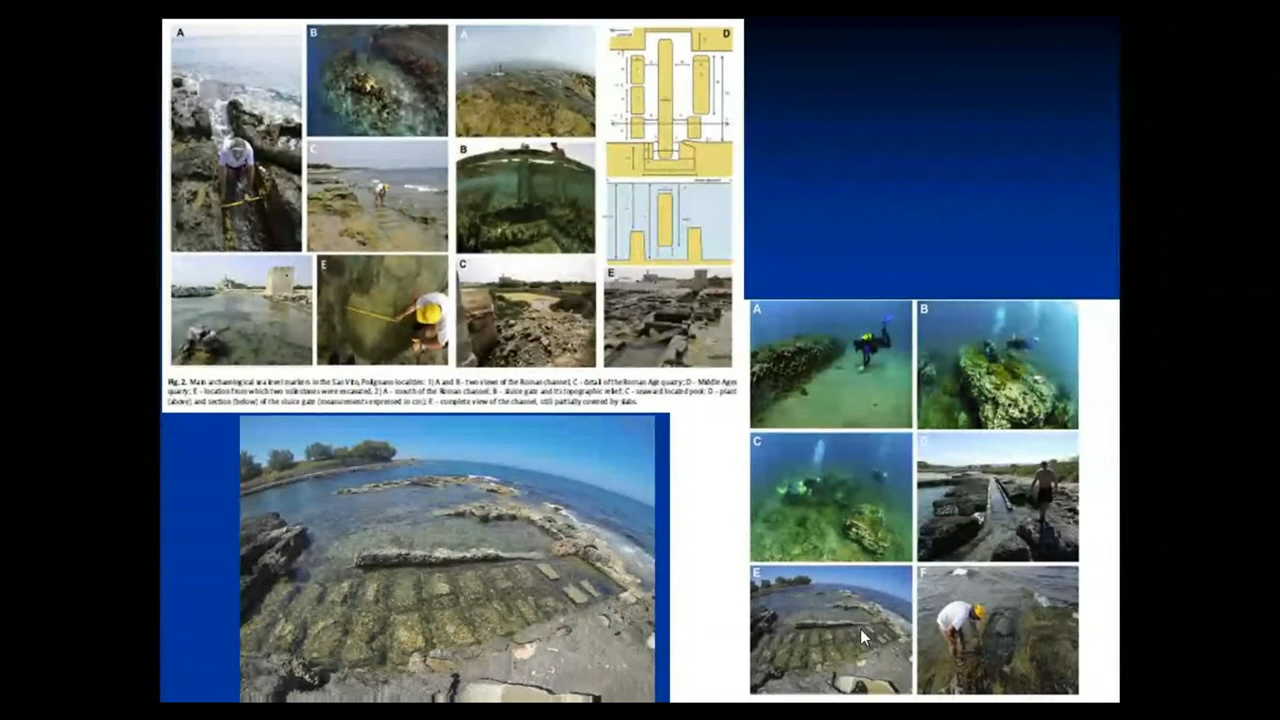 A
B
A
D
C
B
E
C
E
Fig. 2. Main archaeological sea level markers in the San Vito, Polignano localities: 1) A and B - two views of the Roman channel; C - detail of the Roman Age quarry; D - Middle Ages
quarry; E - location from which two milestones were excavated. 2) A - mouth of the Roman channel; B - sluice gate and its topographic relief; C - seaward located pool; D - plant
(above) and section (below) of the sluice gate (measurements expressed in cm); E - complete view of the channel, still partially covered by slabs.
A
B
C
D
E
F